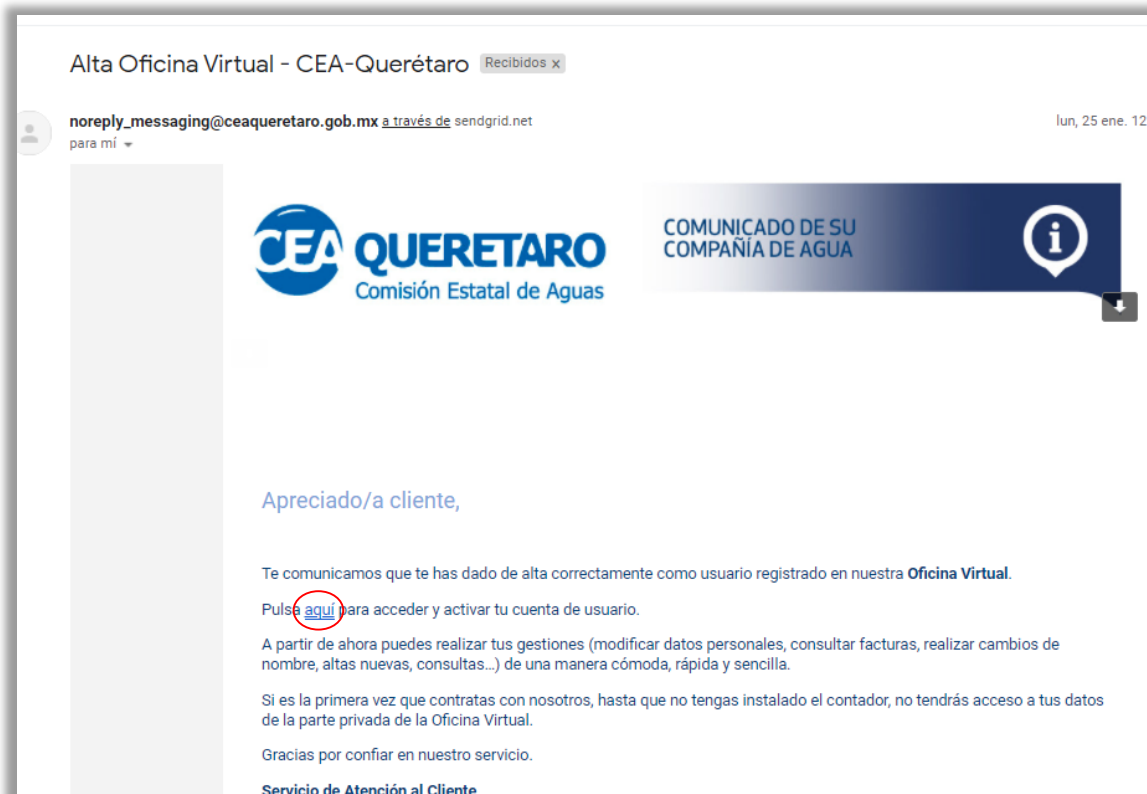 Alta Oficina Virtual - CEA-Querétaro Recibidos x
noreply_messaging@ceaqueretaro.gob.mx a través de sendgrid.net
lun, 25 ene. 12
para mí
CEA QUERETARO
Comisión Estatal de Aguas
COMUNICADO DE SU
COMPAÑÍA DE AGUA
i
Apreciado/a cliente,
Te comunicamos que te has dado de alta correctamente como usuario registrado en nuestra Oficina Virtual.
Pulsa aquí para acceder y activar tu cuenta de usuario.
A partir de ahora puedes realizar tus gestiones (modificar datos personales, consultar facturas, realizar cambios de
nombre, altas nuevas, consultas...) de una manera cómoda, rápida y sencilla.
Si es la primera vez que contratas con nosotros, hasta que no tengas instalado el contador, no tendrás acceso a tus datos
de la parte privada de la Oficina Virtual.
Gracias por confiar en nuestro servicio.
Servicio de Atención al Cliente